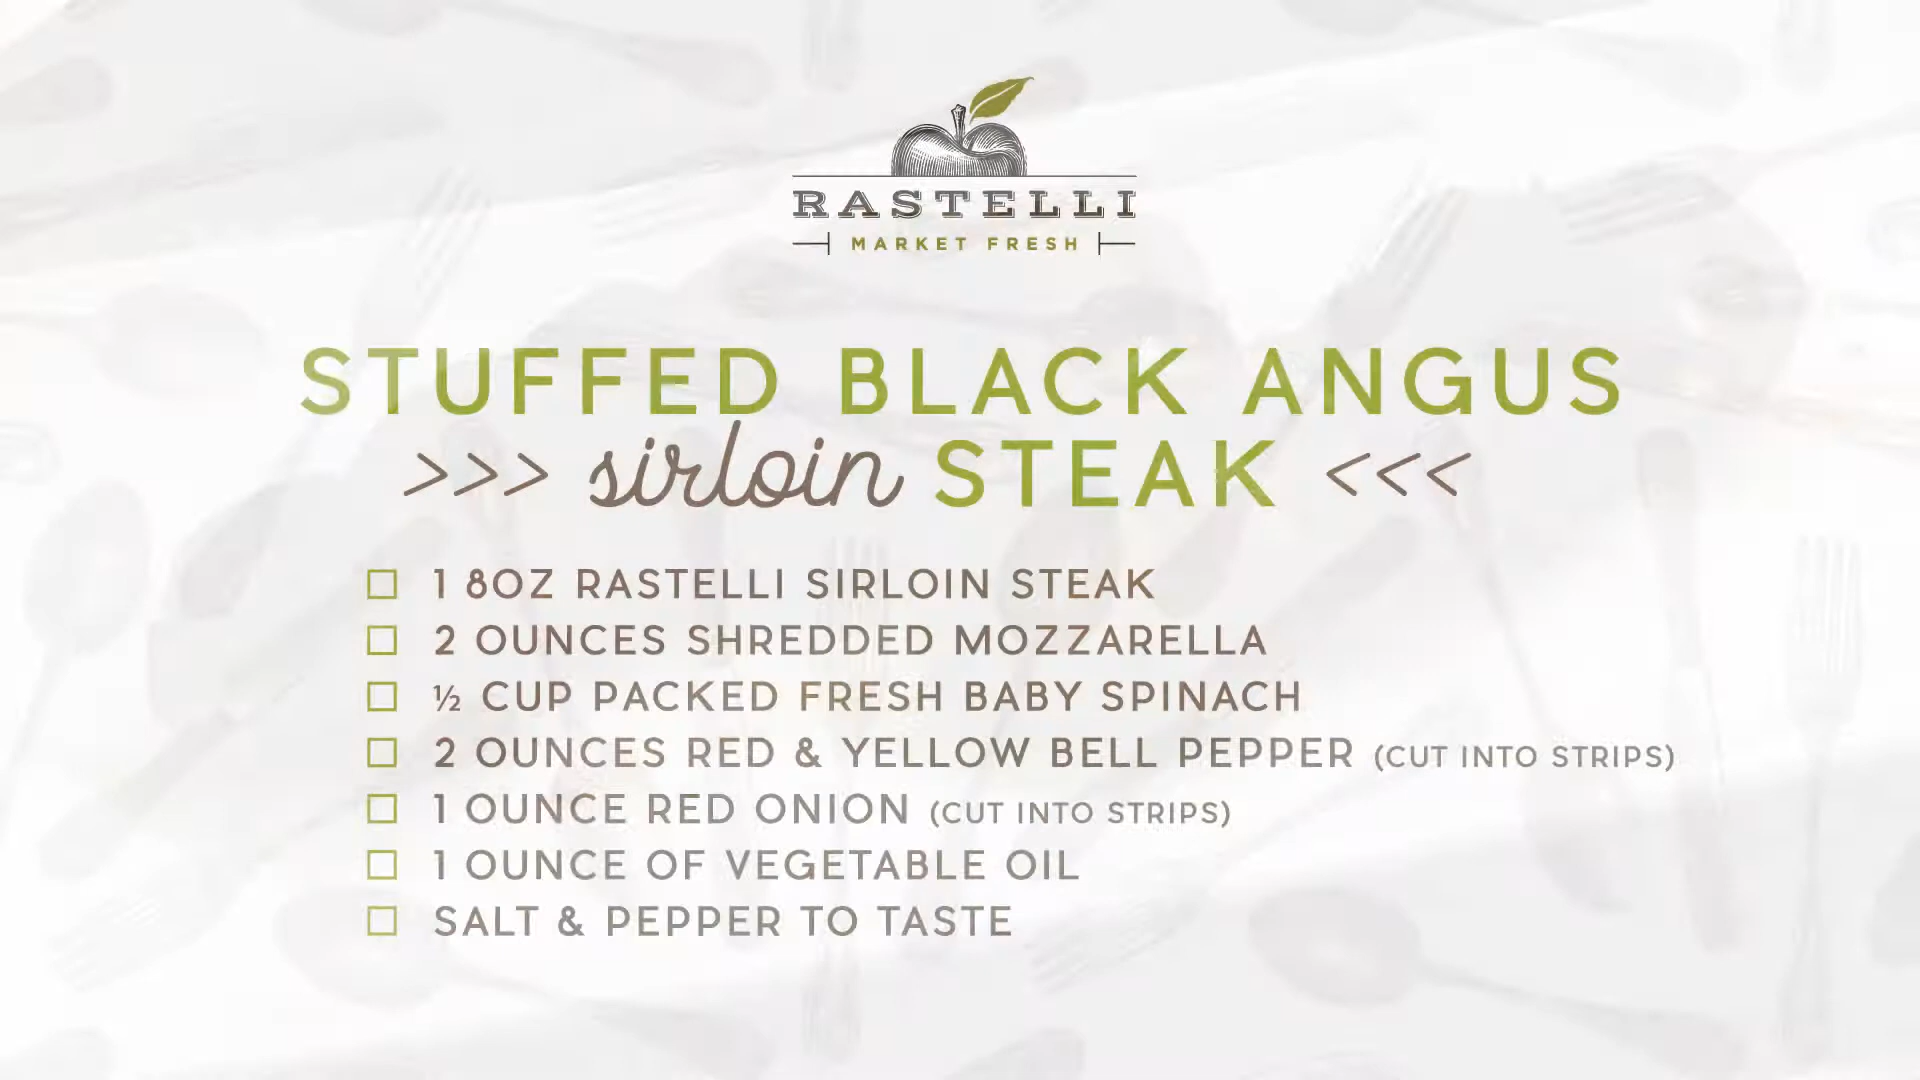 RASTELLI
MARKET FRESH
STUFFED BLACK ANGUS
>>> sirloin STEAK <<<
☐ 1 8OZ RASTELLI SIRLOIN STEAK
☐ 2 OUNCES SHREDDED MOZZARELLA
☐ ½ CUP PACKED FRESH BABY SPINACH
☐ 2 OUNCES RED & YELLOW BELL PEPPER (CUT INTO STRIPS)
☐ 1 OUNCE RED ONION (CUT INTO STRIPS)
☐ 1 OUNCE OF VEGETABLE OIL
☐ SALT & PEPPER TO TASTE